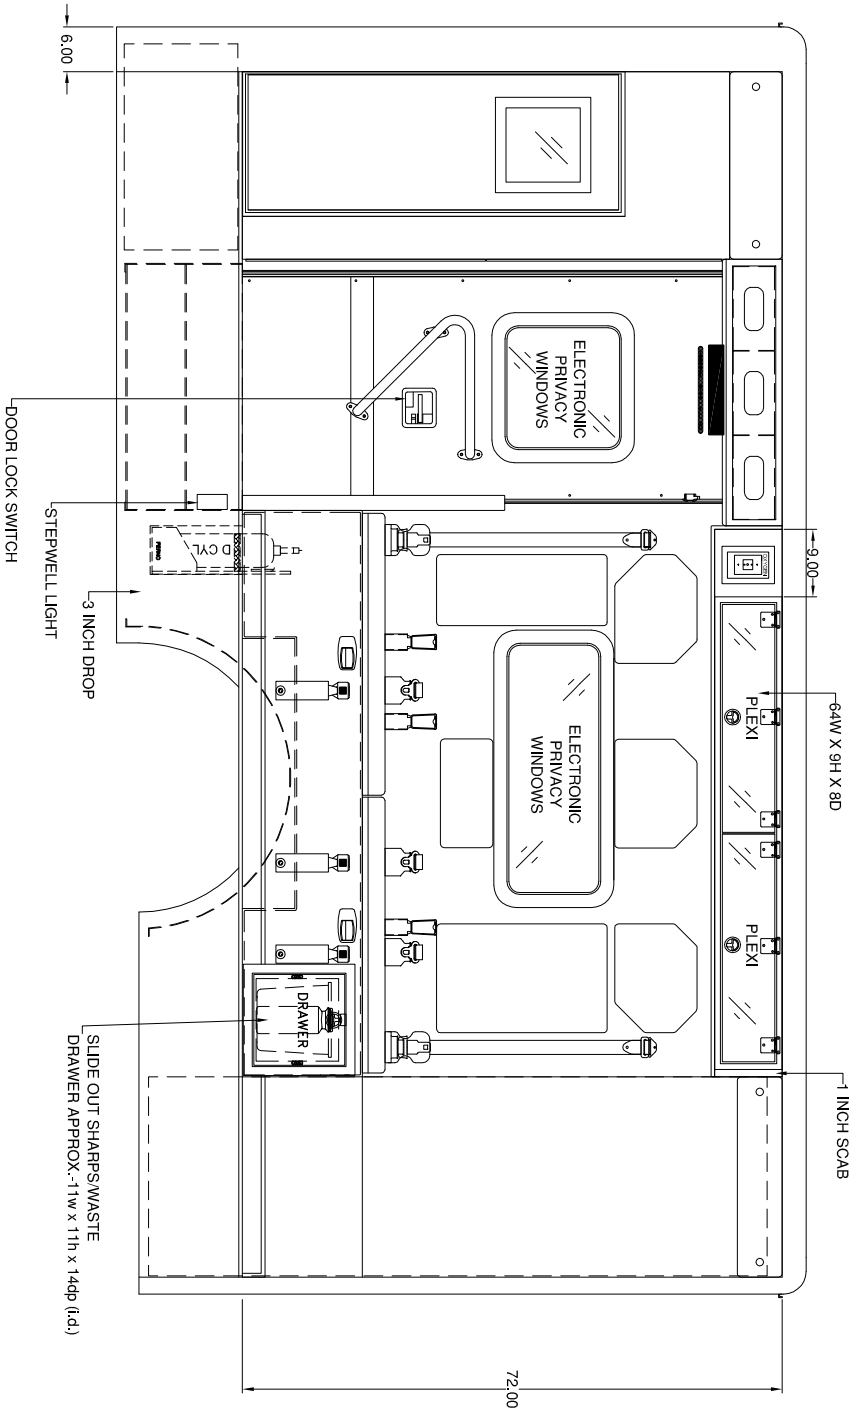 64W X 9H X 8D
1 INCH SCAB
6.00
9.00
OXYGEN
PLEXI
PLEXI
ELECTRONIC
PRIVACY
WINDOWS
ELECTRONIC
PRIVACY
WINDOWS
72.00
D CYL
FERNO
DRAWER
DOOR LOCK SWITCH
STEPWELL LIGHT
3 INCH DROP
SLIDE OUT SHARPS/WASTE
DRAWER APPROX.-11w x 11h x 14dp (i.d.)